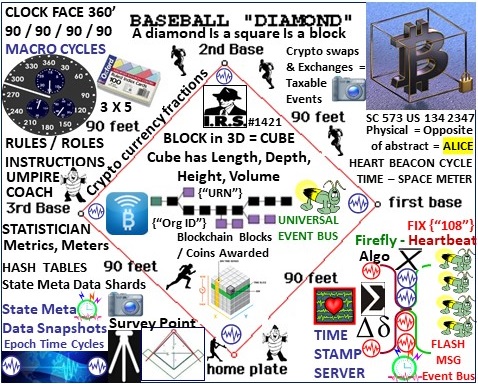 CLOCK FACE 360'
90 / 90 / 90 / 90
MACRO CYCLES
BASEBALL "DIAMOND"
A diamond Is a square Is a block
2nd Base
Crypto swaps
& Exchanges =
Taxable
Events
Oxford
3 X 5
90 feet
90 feet
Crypto currency fractions
I.R.S.
#1421
BLOCK in 3D = CUBE
Cube has Length, Depth,
Height, Volume
SC 573 US 134 2347
Physical = Opposite
of abstract = ALICE
HEART BEACON CYCLE
TIME – SPACE METER
RULES / ROLES
INSTRUCTIONS
UMPIRE
COACH
3rd Base
first base
{"URN"}
{"Org ID"}
Blockchain Blocks
/ Coins Awarded
UNIVERSAL
EVENT BUS
STATISTICIAN
Metrics, Meters
HASH TABLES
State Meta Data Shards
90 feet
90 feet
State Meta
Data Snapshots
Epoch Time Cycles
Survey Point
home plate
FIX {"108"}
Firefly - Heartbeat
Algo
Σ
Δδ
TIME
STAMP
SERVER
FLASH
MSG
Event Bus